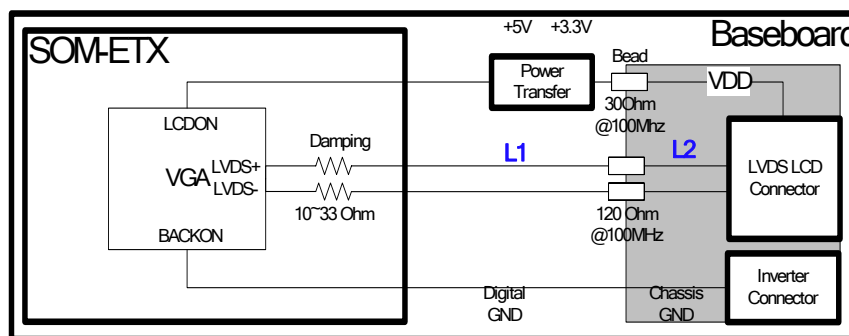 +5V +3.3V
Baseboard
SOM-ETX
Bead
Power
Transfer
VDD
30Ohm
@100Mhz
LCDON
Damping
LVDS+
L1
L2
LVDS LCD
Connector
VGA
LVDS-
10~33 Ohm
120 Ohm
@100MHz
BACKON
Inverter
Connector
Digital
GND
Chassis
GND